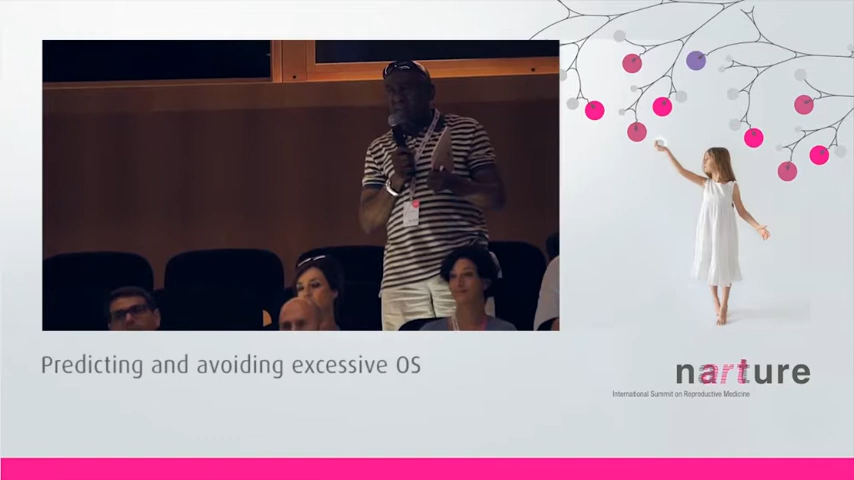 Predicting and avoiding excessive OS
narture
International Summit on Reproductive Medicine